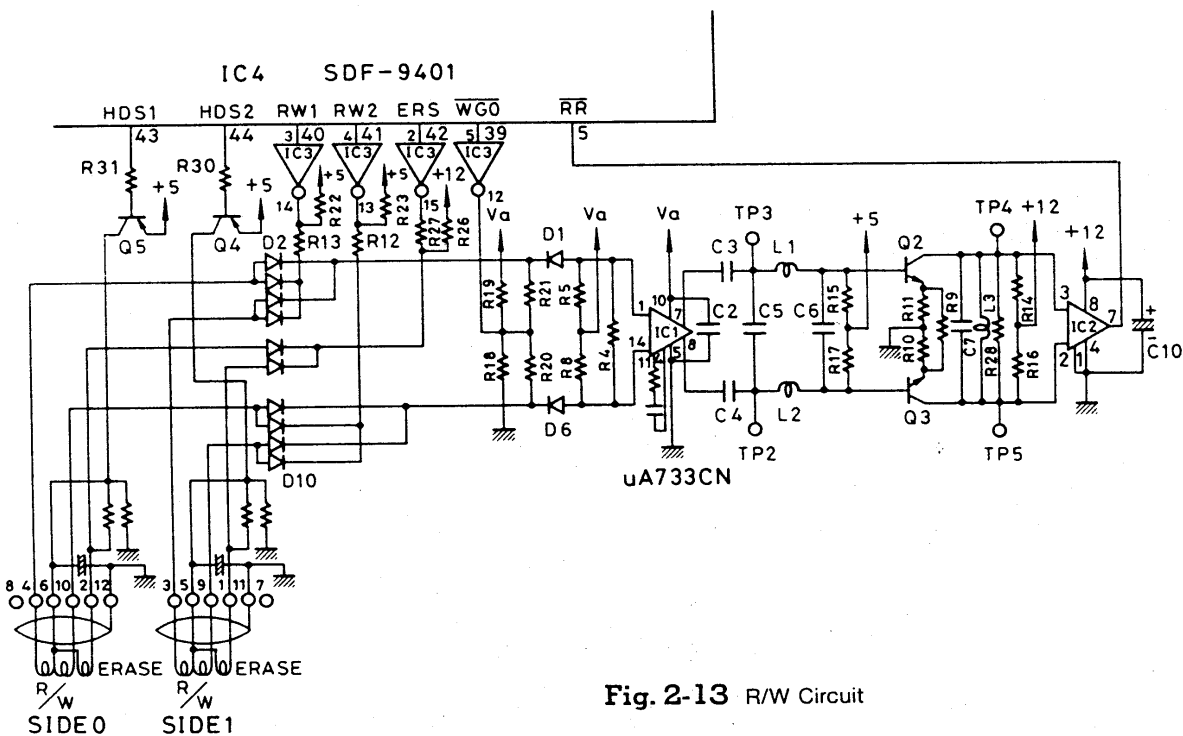 IC4 SDF-9401
HDS1 HDS2 RW1 RW2 ERS WG0 RR
43 44 3 40 4 41 2 42 5 39 5
IC3 IC3 IC3 IC3
R31 R30
+5 +5 +5 +5 +12
14 13 15 12
R22 R23 R27 R26
R13 R12
Q5 Q4 D2
Va D1 Va Va TP3 +5 TP4 +12 +12
C3 L1 Q2
R19 R21 R5 R4
1 10 7 IC1 C2 C5 C6 R15 R11 R9 L3 R14 3 8 IC2 7 +
14 11 4 5 8 R17 R10 C7 R28 R16 2 1 4 - C10
R18 R20 R8
D6 C4 L2 Q3
TP2 TP5
D10
uA733CN
8 4 6 10 2 12 3 5 9 1 11 7
ERASE ERASE
R/W R/W
SIDE0 SIDE1
Fig. 2-13 R/W Circuit